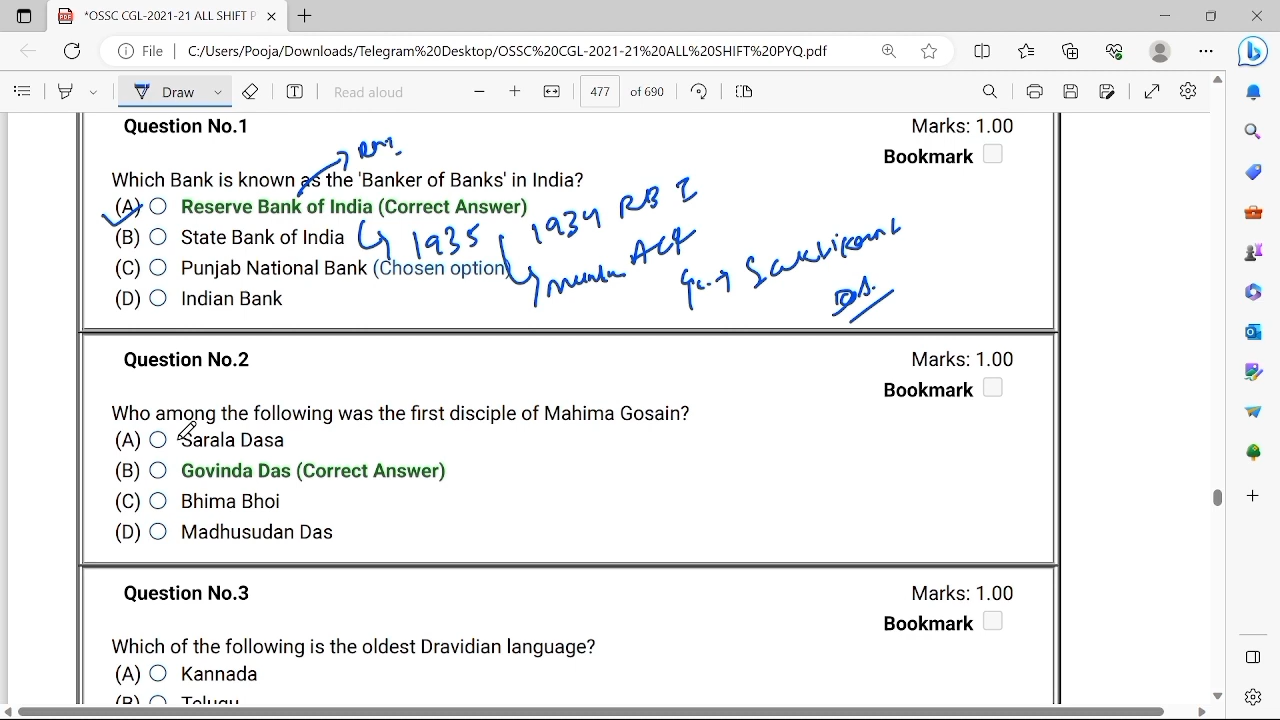 *OSSC CGL-2021-21 ALL SHIFT P
File
C:/Users/Pooja/Downloads/Telegram%20Desktop/OSSC%20CGL-2021-21%20ALL%20SHIFT%20PYQ.pdf
Draw
Read aloud
477 of 690
Question No.1 Marks: 1.00
Bookmark
Which Bank is known as the 'Banker of Banks' in India?
(A) Reserve Bank of India (Correct Answer)
(B) State Bank of India
1935
1934 RBI
ACt
(C) Punjab National Bank (Chosen option)
(D) Indian Bank
Question No.2 Marks: 1.00
Bookmark
Who among the following was the first disciple of Mahima Gosain?
(A) Sarala Dasa
(B) Govinda Das (Correct Answer)
(C) Bhima Bhoi
(D) Madhusudan Das
Question No.3 Marks: 1.00
Bookmark
Which of the following is the oldest Dravidian language?
(A) Kannada
(B) Telugu